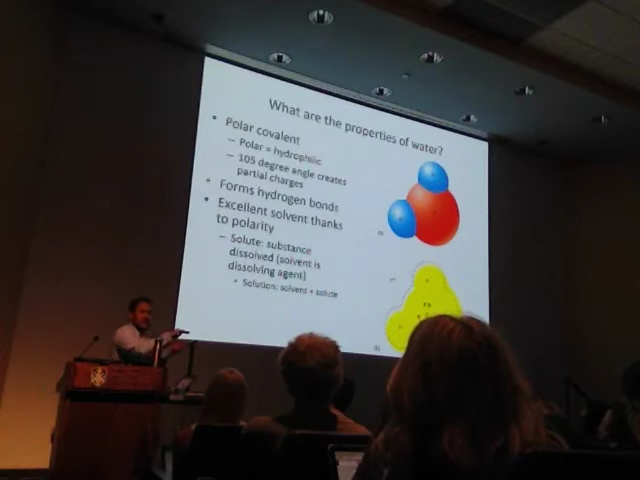 What are the properties of water?
Polar covalent
– Polar = hydrophilic
– 105 degree angle creates
partial charges
Forms hydrogen bonds
Excellent solvent thanks
to polarity
– Solute: substance
dissolved (solvent is
dissolving agent)
Solution: solvent + solute